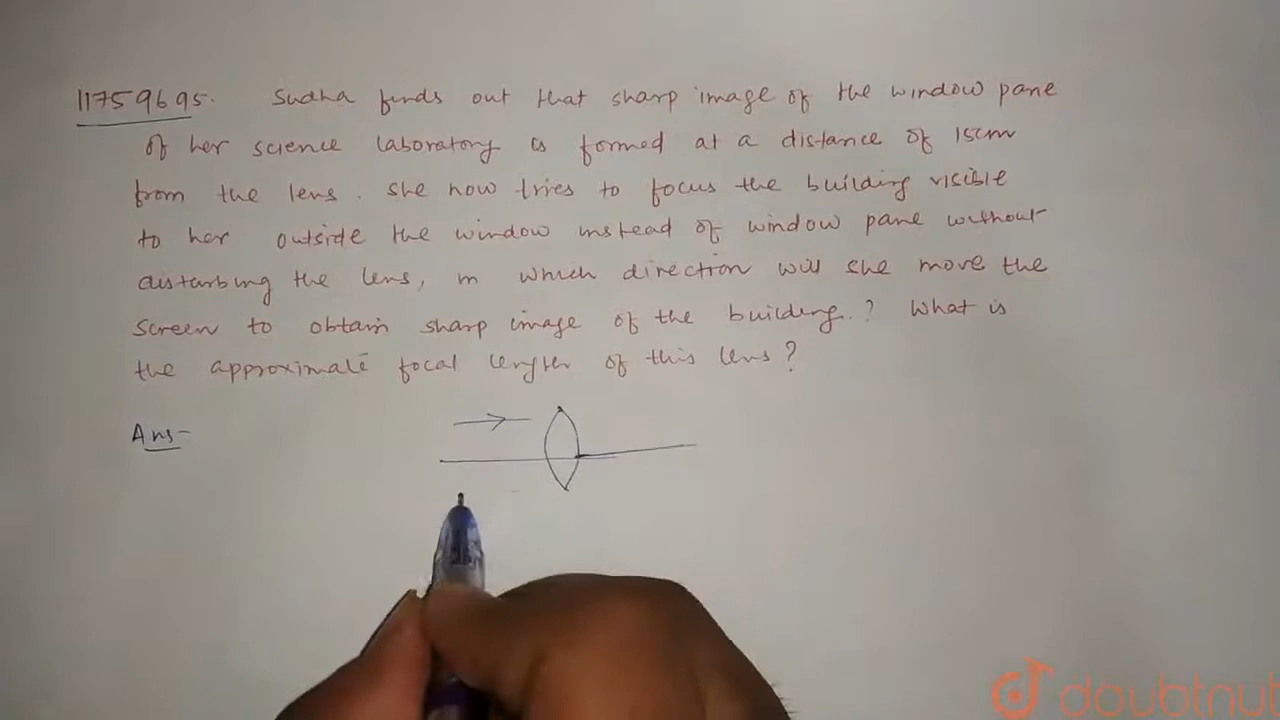 11759695. Sudha finds out that sharp image of the window pane
of her science laboratory is formed at a distance of 15cm
from the lens. She now tries to focus the building visible
to her outside the window instead of window pane without
disturbing the lens, in which direction will she move the
screen to obtain sharp image of the building.? What is
the approximate focal length of this lens?
Ans-
doubtnut